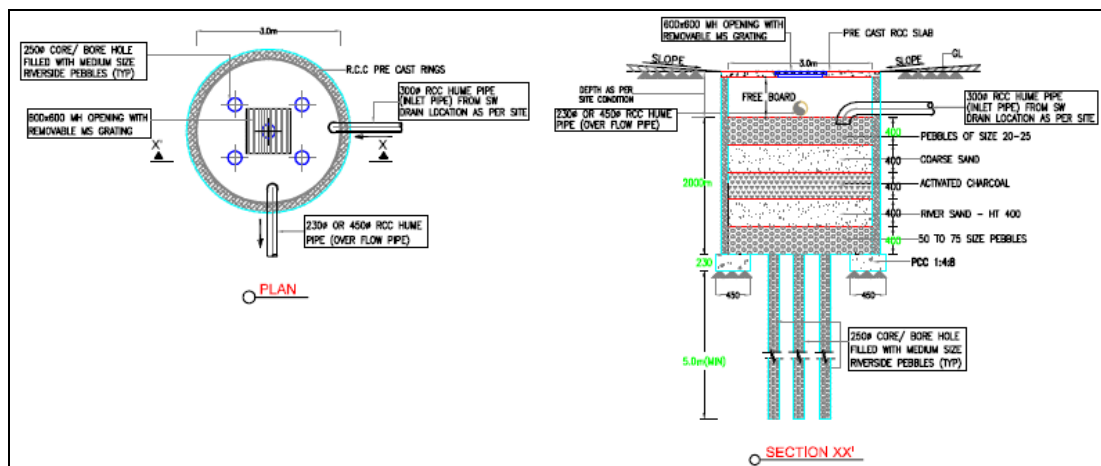 3.0m
250ø CORE/ BORE HOLE
FILLED WITH MEDIUM SIZE
RIVERSIDE PEBBLES (TYP)
R.C.C PRE CAST RINGS
300ø RCC HUME PIPE
(INLET PIPE) FROM SW
DRAIN LOCATION AS PER SITE
600x600 MH OPENING WITH
REMOVABLE MS GRATING
X'
X
230ø OR 450ø RCC HUME
PIPE (OVER FLOW PIPE)
PLAN
600x600 MH OPENING WITH
REMOVABLE MS GRATING
PRE CAST RCC SLAB
SLOPE
3.0m
SLOPE
GL
DEPTH AS PER
SITE CONDITION
FREE BOARD
300ø RCC HUME PIPE
(INLET PIPE) FROM SW
DRAIN LOCATION AS PER SITE
230ø OR 450ø RCC HUME
PIPE (OVER FLOW PIPE)
400
PEBBLES OF SIZE 20-25
400
COARSE SAND
2000m
400
ACTIVATED CHARCOAL
400
RIVER SAND - HT 400
400
50 TO 75 SIZE PEBBLES
230
PCC 1:4:8
450
450
250ø CORE/ BORE HOLE
FILLED WITH MEDIUM SIZE
RIVERSIDE PEBBLES (TYP)
5.0m(MIN)
SECTION XX'